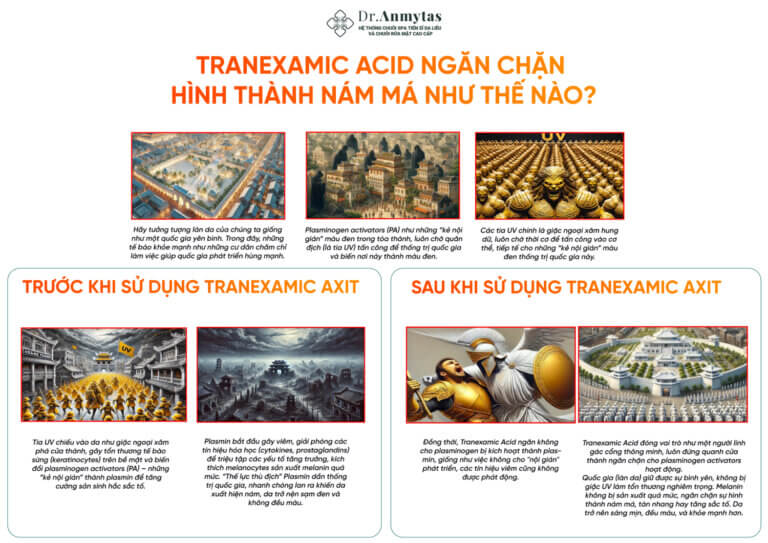 Dr.Anmytas
HỆ THỐNG CHUỖI SPA TIẾN SĨ DA LIỄU
VÀ CHUỖI RỬA MẶT CAO CẤP
TRANEXAMIC ACID NGĂN CHẶN
HÌNH THÀNH NÁM MÁ NHƯ THẾ NÀO?
UV
Hãy tưởng tượng làn da của chúng ta giống
như một quốc gia yên bình. Trong đây, những
tế bào khỏe mạnh như những cư dân chăm chỉ
làm việc giúp quốc gia phát triển hùng mạnh.
Plasminogen activators (PA) như những “kẻ nội
gián” màu đen trong tòa thành, luôn chờ quân
địch (là tia UV) tấn công để thống trị quốc gia
và biến nơi này thành màu đen.
Các tia UV chính là giặc ngoại xâm hung
dữ, luôn chờ thời cơ để tấn công vào cơ
thể, tiếp tế cho những “kẻ nội gián” màu
đen thống trị quốc gia này.
TRƯỚC KHI SỬ DỤNG TRANEXAMIC AXIT
UV
Tia UV chiếu vào da như giặc ngoại xâm
phá cửa thành, gây tổn thương tế bào
sừng (keratinocytes) trên bề mặt và biến
đổi plasminogen activators (PA) – những
“kẻ nội gián” thành plasmin để tăng
cường sản sinh hắc sắc tố.
Plasmin bắt đầu gây viêm, giải phóng các
tín hiệu hóa học (cytokines, prostaglandins)
để triệu tập các yếu tố tăng trưởng, kích
thích melanocytes sản xuất melanin quá
mức. “Thế lực thù địch” Plasmin dần thống
trị quốc gia, nhanh chóng lan ra khiến da
xuất hiện nám, da trở nên sạm đen và
không đều màu.
SAU KHI SỬ DỤNG TRANEXAMIC AXIT
Đồng thời, Tranexamic Acid ngăn không
cho plasminogen bị kích hoạt thành plas-
min, giống như việc không cho "nội gián"
phát triển, các tín hiệu viêm cũng không
được phát động.
Tranexamic Acid đóng vai trò như một người lính
gác cổng thông minh, luôn đứng quanh cửa
thành ngăn chặn cho plasminogen activators
hoạt động.
Quốc gia (làn da) giữ được sự bình yên, không bị
giặc UV làm tổn thương nghiêm trọng. Melanin
không bị sản xuất quá mức, ngăn chặn sự hình
thành nám má, tàn nhang hay tăng sắc tố. Da
trở nên sáng mịn, đều màu, và khỏe mạnh hơn.